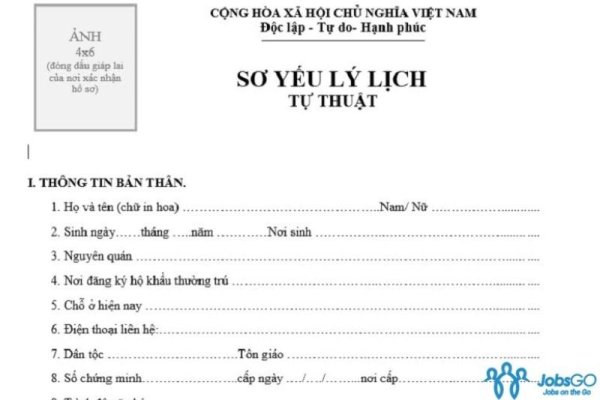 CỘNG HÒA XÃ HỘI CHỦ NGHĨA VIỆT NAM
Độc lập - Tự do- Hạnh phúc
ẢNH
4x6
(đóng dấu giáp lai
của nơi xác nhận
hồ sơ)
SƠ YẾU LÝ LỊCH
TỰ THUẬT
I. THÔNG TIN BẢN THÂN.
1. Họ và tên (chữ in hoa) ........................................Nam/ Nữ ........................
2. Sinh ngày......tháng .....năm ............Nơi sinh ..............................................
3. Nguyên quán ....................................................................................
4. Nơi đăng ký hộ khẩu thường trú ................................................................
5. Chỗ ở hiện nay ..................................................................................
6. Điện thoại liên hệ:..............................................................................
7. Dân tộc ................................Tôn giáo ................................................
8. Số chứng minh...................cấp ngày ..../..../........nơi cấp........
JobsGO
Jobs on the Go